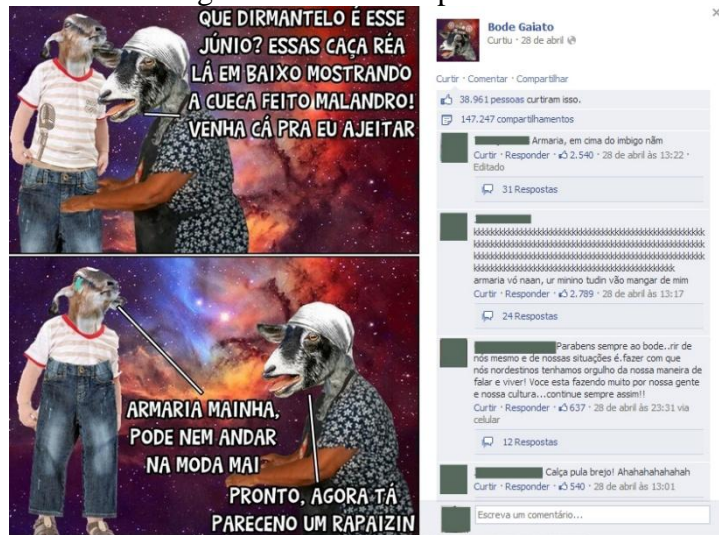 QUE DIRMANTELO É ESSE
JÚNIO? ESSAS CAÇA RÉA
LÁ EM BAIXO MOSTRANDO
A CUECA FEITO MALANDRO!
VENHA CÁ PRA EU AJEITAR
ARMARIA MAINHA,
PODE NEM ANDAR
NA MODA MAI
PRONTO, AGORA TÁ
PARECENO UM RAPAIZIN
Bode Gaiato
Curtiu · 28 de abril
Curtir · Comentar · Compartilhar
38.961 pessoas curtiram isso.
147.247 compartilhamentos
Armaria, em cima do imbigo nãm
Curtir · Responder · 2.540 · 28 de abril às 13:22 ·
Editado
31 Respostas
kkkkkkkkkkkkkkkkkkkkkkkkkkkkkkkkkkkkkkkkkkkkkk
kkkkkkkkkkkkkkkkkkkkkkkkkkkkkkkkkkkkkkkkkkkkkk
kkkkkkkkkkkkkkkkkkkkkkkkkkkkkkkkkkkkkkkkkkkkkk
kkkkkkkkkkkkkkkkkkkkkkkkkkkkkkkkkkkkkkkk
armaria vó naan, ur minino tudin vão mangar de mim
Curtir · Responder · 2.789 · 28 de abril às 13:17
24 Respostas
Parabens sempre ao bode..rir de
nós mesmo e de nossas situações é.fazer com que
nós nordestinos tenhamos orgulho da nossa maneira de
falar e viver! Voce esta fazendo muito por nossa gente
e nossa cultura...continue sempre assim!!
Curtir · Responder · 637 · 28 de abril às 23:31 via
celular
12 Respostas
Calça pula brejo! Ahahahahahahah
Curtir · Responder · 540 · 28 de abril às 13:01
Escreva um comentário...